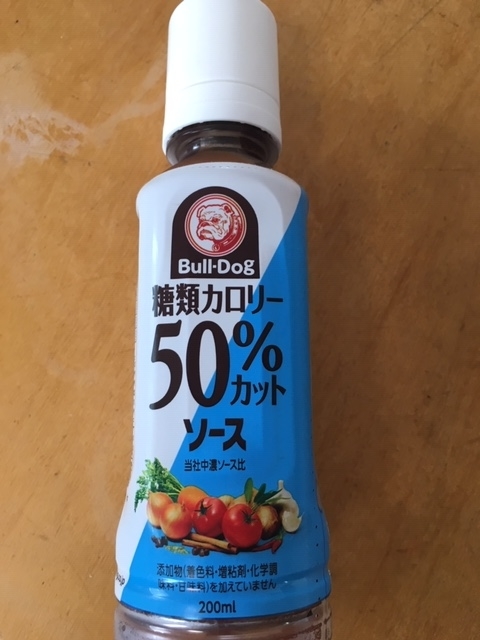 Bull-Dog
糖類カロリー
50%カット
ソース
当社中濃ソース比
添加物(着色料・増粘剤・化学調
味料・甘味料)を加えていません
200ml